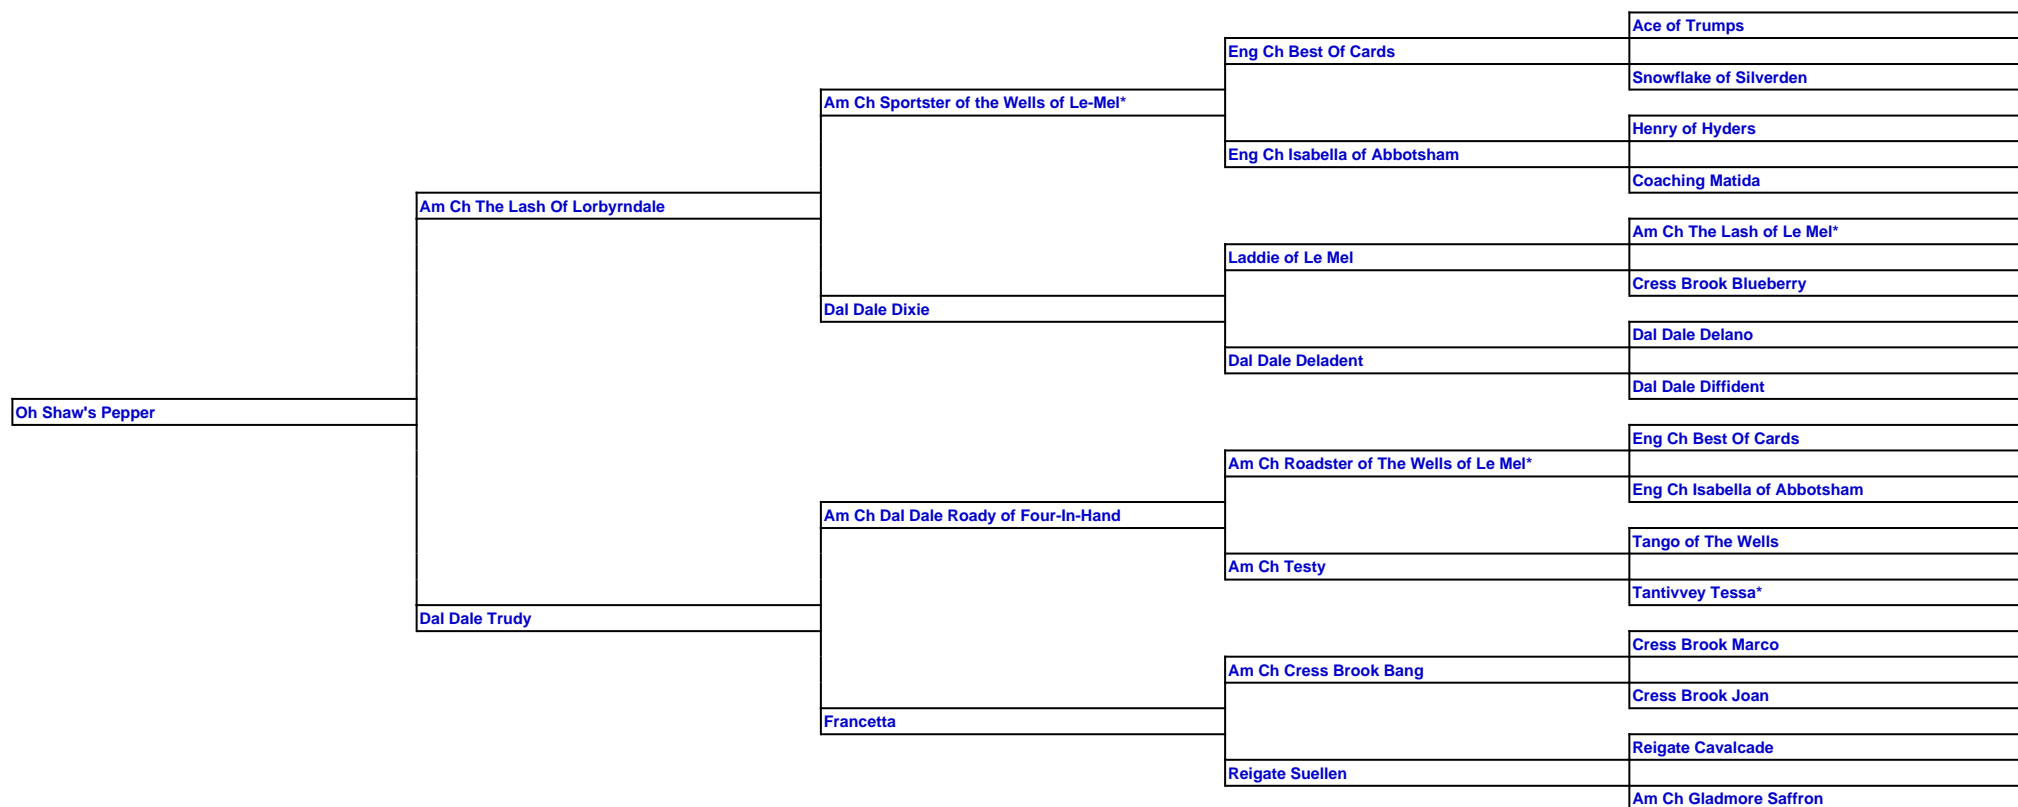 Ace of Trumps
Eng Ch Best Of Cards
Snowflake of Silverden
Am Ch Sportster of the Wells of Le-Mel*
Henry of Hyders
Eng Ch Isabella of Abbotsham
Coaching Matida
Am Ch The Lash Of Lorbyrndale
Am Ch The Lash of Le Mel*
Laddie of Le Mel
Cress Brook Blueberry
Dal Dale Dixie
Dal Dale Delano
Dal Dale Deladent
Dal Dale Diffident
Oh Shaw's Pepper
Eng Ch Best Of Cards
Am Ch Roadster of The Wells of Le Mel*
Eng Ch Isabella of Abbotsham
Am Ch Dal Dale Roady of Four-In-Hand
Tango of The Wells
Am Ch Testy
Tantivvey Tessa*
Dal Dale Trudy
Cress Brook Marco
Am Ch Cress Brook Bang
Cress Brook Joan
Francetta
Reigate Cavalcade
Reigate Suellen
Am Ch Gladmore Saffron